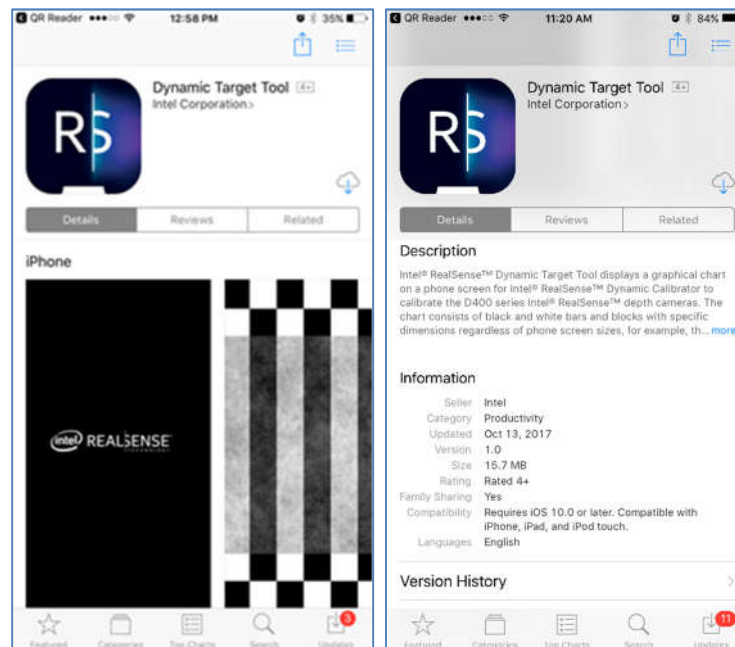 QR Reader 12:58 PM 35%
Dynamic Target Tool 4+
Intel Corporation >
RS
Details Reviews Related
iPhone
intel REALSENSE
TECHNOLOGY
Featured Categories Top Charts Search Updates
3
QR Reader 11:20 AM 84%
Dynamic Target Tool 4+
Intel Corporation >
RS
Details Reviews Related
Description
Intel® RealSense™ Dynamic Target Tool displays a graphical chart
on a phone screen for Intel® RealSense™ Dynamic Calibrator to
calibrate the D400 series Intel® RealSense™ depth cameras. The
chart consists of black and white bars and blocks with specific
dimensions regardless of phone screen sizes, for example, th... more
Information
Seller Intel
Category Productivity
Updated Oct 13, 2017
Version 1.0
Size 15.7 MB
Rating Rated 4+
Family Sharing Yes
Compatibility Requires iOS 10.0 or later. Compatible with
iPhone, iPad, and iPod touch.
Languages English
Version History
Featured Categories Top Charts Search Updates
11